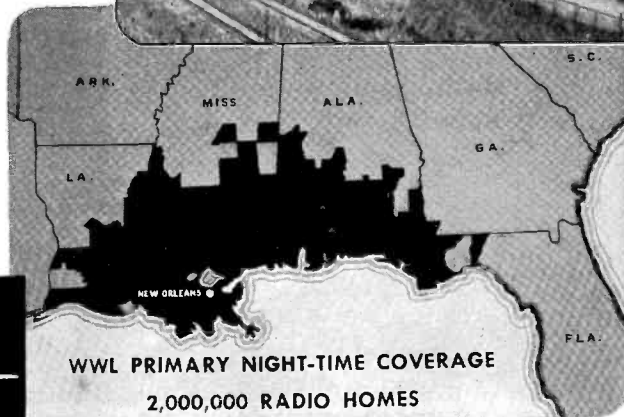 S.C.
ARK.
MISS
ALA.
GA.
LA.
NEW ORLEANS
FLA.
WWL PRIMARY NIGHT-TIME COVERAGE
2,000,000 RADIO HOMES